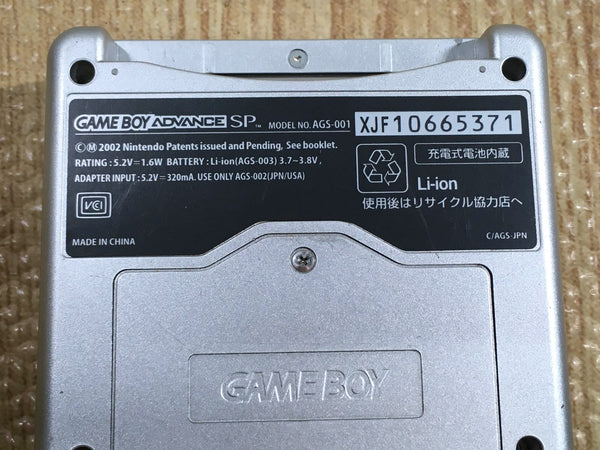 GAME BOY ADVANCE SP™ MODEL NO. AGS-001 XJF10665371
©Ⓜ 2002 Nintendo Patents issued and Pending, See booklet.
RATING : 5.2V⎓1.6W BATTERY : Li-ion(AGS-003) 3.7~3.8V,
ADAPTER INPUT : 5.2V⎓320mA. USE ONLY AGS-002(JPN/USA)
充電式電池内蔵
Li-ion
使用後はリサイクル協力店へ
VCI
MADE IN CHINA
C/AGS-JPN
GAME BOY